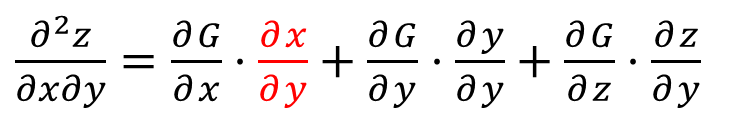 ∂²z/∂x∂y = ∂G/∂x · ∂x/∂y + ∂G/∂y · ∂y/∂y + ∂G/∂z · ∂z/∂y